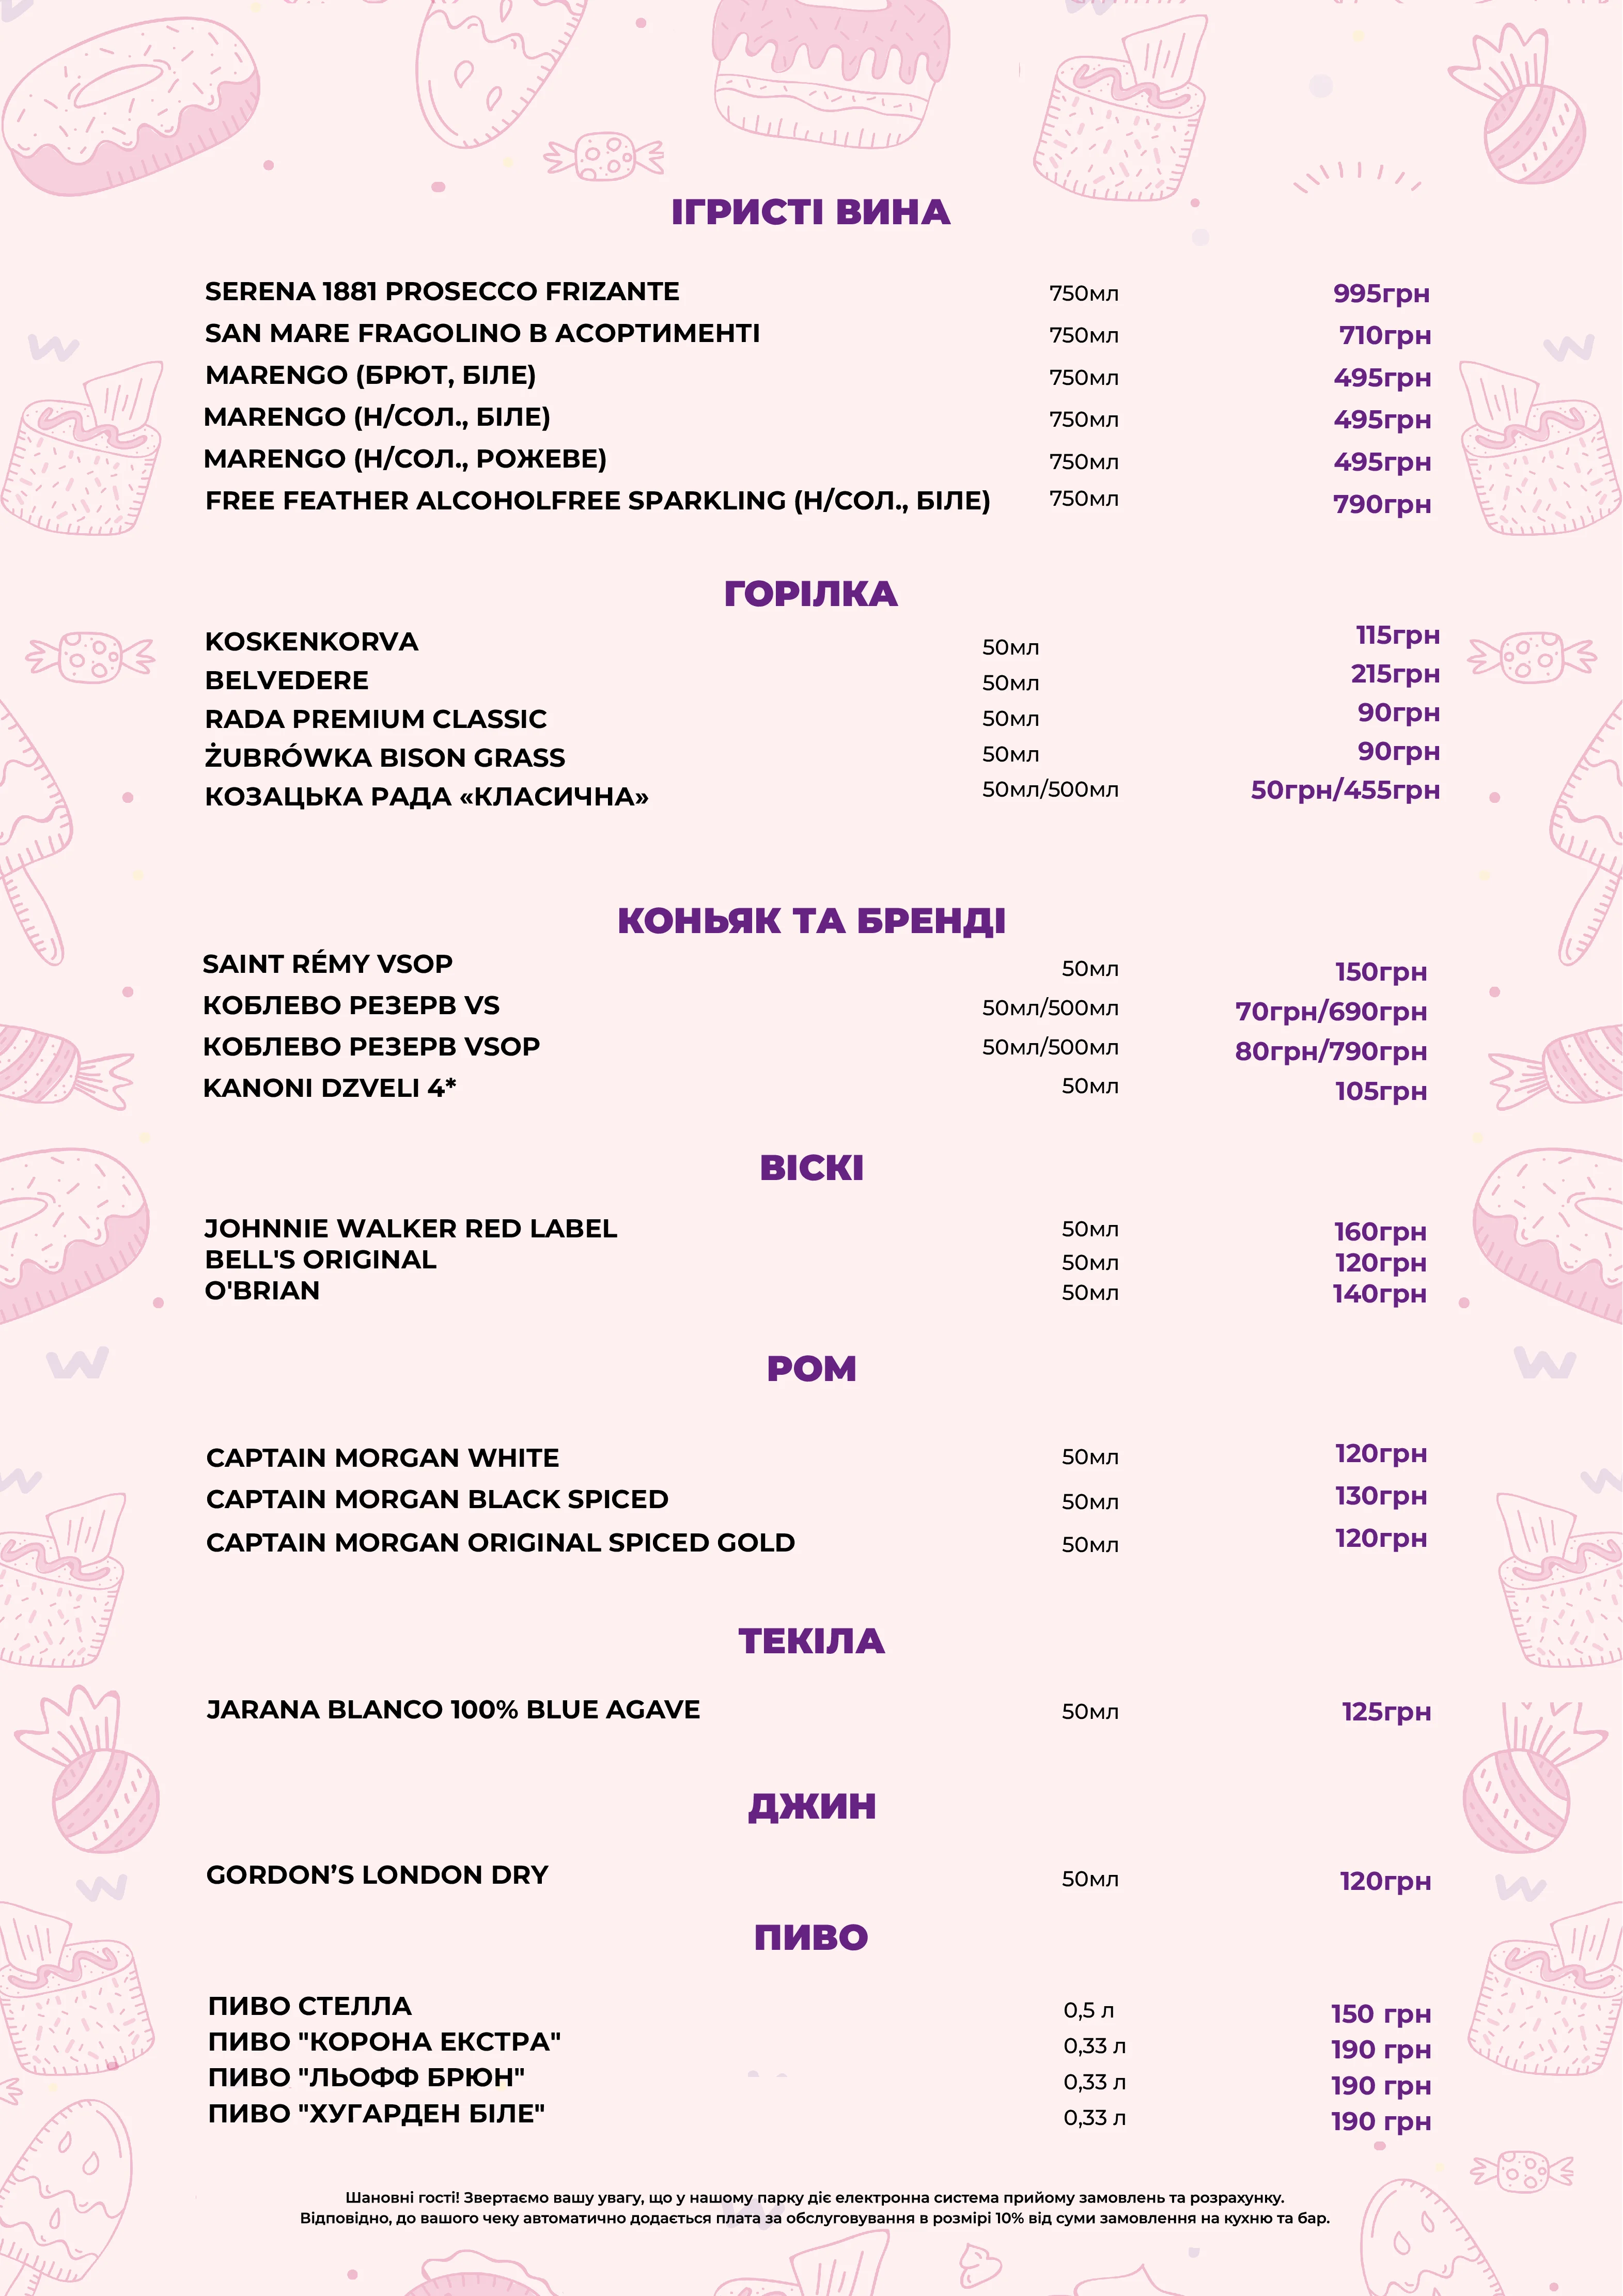 ІГРИСТІ ВИНА
SERENA 1881 PROSECCO FRIZANTE 750мл 995грн
SAN MARE FRAGOLINO В АСОРТИМЕНТІ 750мл 710грн
MARENGO (БРЮТ, БІЛЕ) 750мл 495грн
MARENGO (Н/СОЛ., БІЛЕ) 750мл 495грн
MARENGO (Н/СОЛ., РОЖЕВЕ) 750мл 495грн
FREE FEATHER ALCOHOLFREE SPARKLING (Н/СОЛ., БІЛЕ) 750мл 790грн
ГОРІЛКА
KOSKENKORVA 50мл 115грн
BELVEDERE 50мл 215грн
RADA PREMIUM CLASSIC 50мл 90грн
ŻUBRÓWKA BISON GRASS 50мл 90грн
КОЗАЦЬКА РАДА «КЛАСИЧНА» 50мл/500мл 50грн/455грн
КОНЬЯК ТА БРЕНДІ
SAINT RÉMY VSOP 50мл 150грн
КОБЛЕВО РЕЗЕРВ VS 50мл/500мл 70грн/690грн
КОБЛЕВО РЕЗЕРВ VSOP 50мл/500мл 80грн/790грн
KANONI DZVELI 4* 50мл 105грн
ВІСКІ
JOHNNIE WALKER RED LABEL 50мл 160грн
BELL'S ORIGINAL 50мл 120грн
O'BRIAN 50мл 140грн
РОМ
CAPTAIN MORGAN WHITE 50мл 120грн
CAPTAIN MORGAN BLACK SPICED 50мл 130грн
CAPTAIN MORGAN ORIGINAL SPICED GOLD 50мл 120грн
ТЕКІЛА
JARANA BLANCO 100% BLUE AGAVE 50мл 125грн
ДЖИН
GORDON’S LONDON DRY 50мл 120грн
ПИВО
ПИВО СТЕЛЛА 0,5 л 150 грн
ПИВО "КОРОНА ЕКСТРА" 0,33 л 190 грн
ПИВО "ЛЬОФФ БРЮН" 0,33 л 190 грн
ПИВО "ХУГАРДЕН БІЛЕ" 0,33 л 190 грн
Шановні гості! Звертаємо вашу увагу, що у нашому парку діє електронна система прийому замовлень та розрахунку.
Відповідно, до вашого чеку автоматично додається плата за обслуговування в розмірі 10% від суми замовлення на кухню та бар.